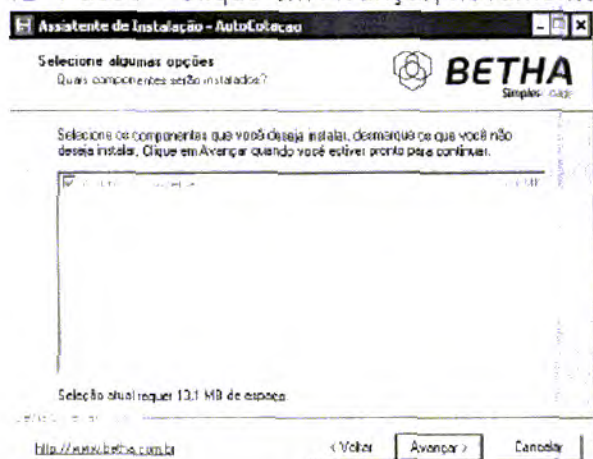 Assistente de Instalação - AutoCotacao
Selecione algumas opções
Quais componentes serão instalados?
BETHA
Selecione os componentes que você deseja instalar, desmarque os que você não
deseja instalar. Clique em Avançar quando você estiver pronto para continuar.
Seleção atual requer 13,1 MB de espaço
http://www.betha.com.br
< Voltar
Avançar >
Cancelar